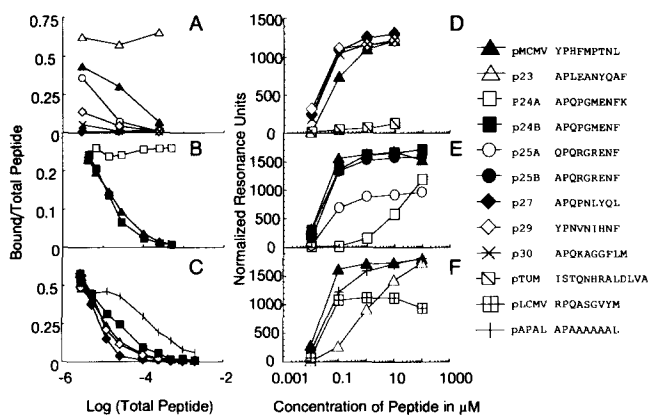 A
B
C
D
E
F
Bound/Total Peptide
0.75
0.5
0.25
0
0.2
0.1
0
0.5
0.25
0
-6
-4
-2
Log (Total Peptide)
Normalized Resonance Units
1500
1000
500
0
1500
1000
500
0
1500
1000
500
0
0.001
0.1
10
1000
Concentration of Peptide in μM
pMCMV YPHFMPTNL
p23 APLEANYQAF
P24A APQPGMENFK
p24B APQPGMENF
p25A QPQRGRENF
p25B APQRGRENF
p27 APQPNLYQL
p29 YPNVNIHNF
p30 APQKAGGFLM
pTUM ISTQNHRALDLVA
pLCMV RPQASGVYM
pAPAL APAAAAAAL